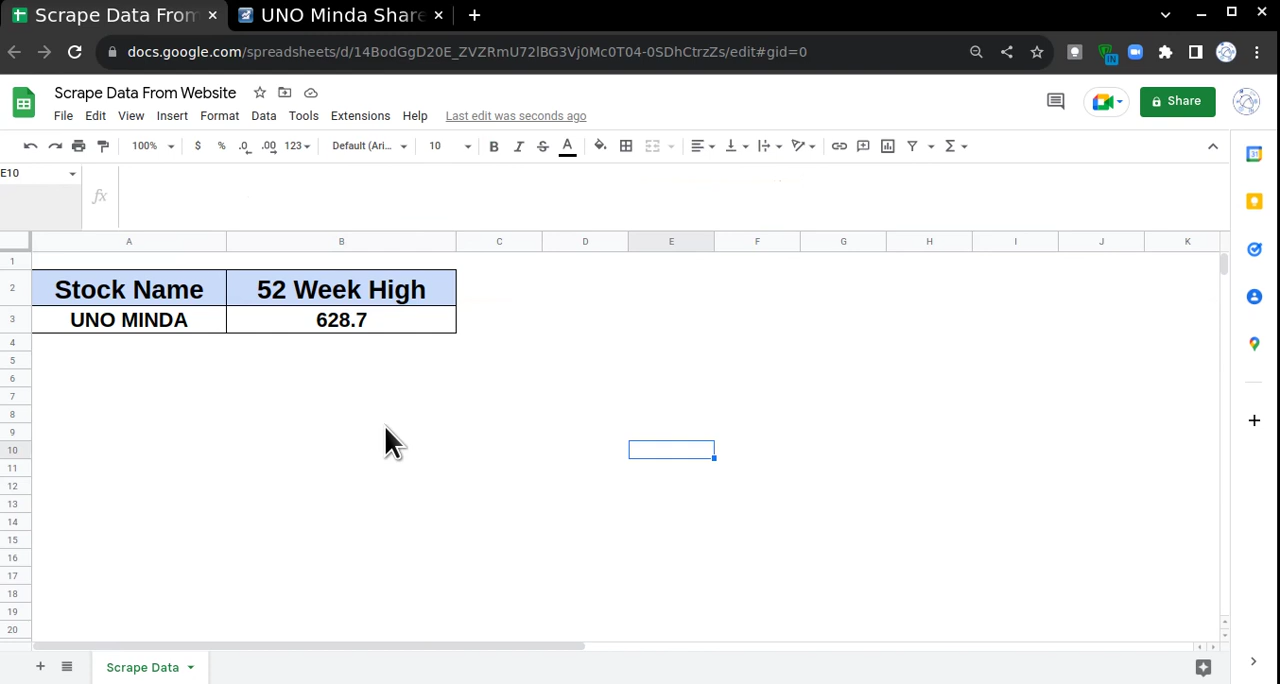 Scrape Data From
UNO Minda Share
docs.google.com/spreadsheets/d/14BodGgD20E_ZVZRmU72lBG3Vj0Mc0T04-0SDhCtrzZs/edit#gid=0
IN
Scrape Data From Website
File Edit View Insert Format Data Tools Extensions Help Last edit was seconds ago
Share
100% $ % .0 .00 123 Default (Ari... 10 B I S A Σ
31
E10
fx
A B C D E F G H I J K
1
2 Stock Name 52 Week High
3 UNO MINDA 628.7
4
5
6
7
8
9
10
11
12
13
14
15
16
17
18
19
20
Scrape Data